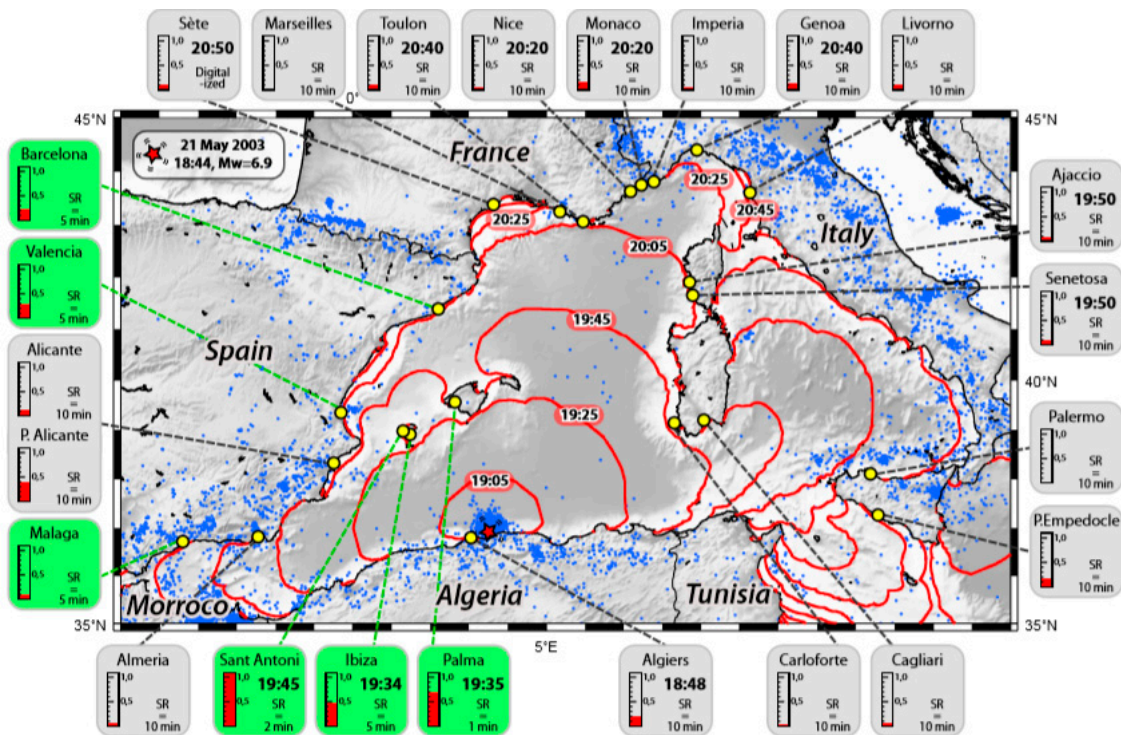 Sète
1,0
0,5
20:50
Digital
-ized
Marseilles
1,0
0,5
SR
=
10 min
Toulon
1,0
0,5
20:40
SR
=
10 min
Nice
1,0
0,5
20:20
SR
=
10 min
Monaco
1,0
0,5
20:20
SR
=
10 min
Imperia
1,0
0,5
SR
=
10 min
Genoa
1,0
0,5
20:40
SR
=
10 min
Livorno
1,0
0,5
SR
=
10 min
0°
45°N
45°N
21 May 2003
18:44, Mw=6.9
France
Italy
Spain
Morroco
Algeria
Tunisia
20:25
20:25
20:45
20:05
19:45
19:25
19:05
Barcelona
1,0
0,5
SR
=
5 min
Valencia
1,0
0,5
SR
=
5 min
Alicante
1,0
0,5
SR
=
10 min
P. Alicante
1,0
0,5
SR
=
10 min
Malaga
1,0
0,5
SR
=
5 min
Ajaccio
1,0
0,5
19:50
SR
=
10 min
Senetosa
1,0
0,5
19:50
SR
=
10 min
40°N
Palermo
1,0
0,5
SR
=
10 min
P.Empedocle
1,0
0,5
SR
=
10 min
35°N
35°N
5°E
Almeria
1,0
0,5
SR
=
10 min
Sant Antoni
1,0
0,5
19:45
SR
=
2 min
Ibiza
1,0
0,5
19:34
SR
=
5 min
Palma
1,0
0,5
19:35
SR
=
1 min
Algiers
1,0
0,5
18:48
SR
=
10 min
Carloforte
1,0
0,5
SR
=
10 min
Cagliari
1,0
0,5
SR
=
10 min